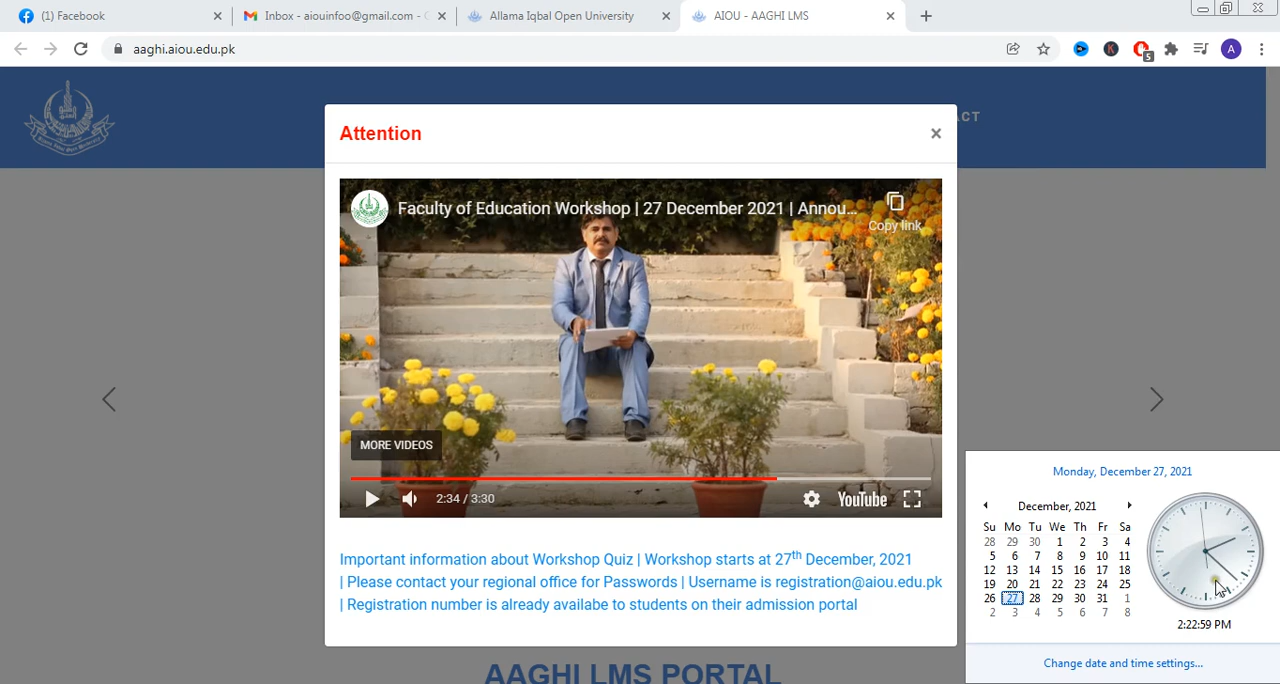 (1) Facebook
Inbox - aiouinfoo@gmail.com -
Allama Iqbal Open University
AIOU - AAGHI LMS
aaghi.aiou.edu.pk
K
5
A
ACT
Attention
×
Faculty of Education Workshop | 27 December 2021 | Annou...
Copy link
MORE VIDEOS
2:34 / 3:30
YouTube
Important information about Workshop Quiz | Workshop starts at 27th December, 2021
| Please contact your regional office for Passwords | Username is registration@aiou.edu.pk
| Registration number is already availabe to students on their admission portal
AAGHI LMS PORTAL
Monday, December 27, 2021
December, 2021
Su Mo Tu We Th Fr Sa
28 29 30 1 2 3 4
5 6 7 8 9 10 11
12 13 14 15 16 17 18
19 20 21 22 23 24 25
26 27 28 29 30 31 1
2 3 4 5 6 7 8
2:22:59 PM
Change date and time settings...